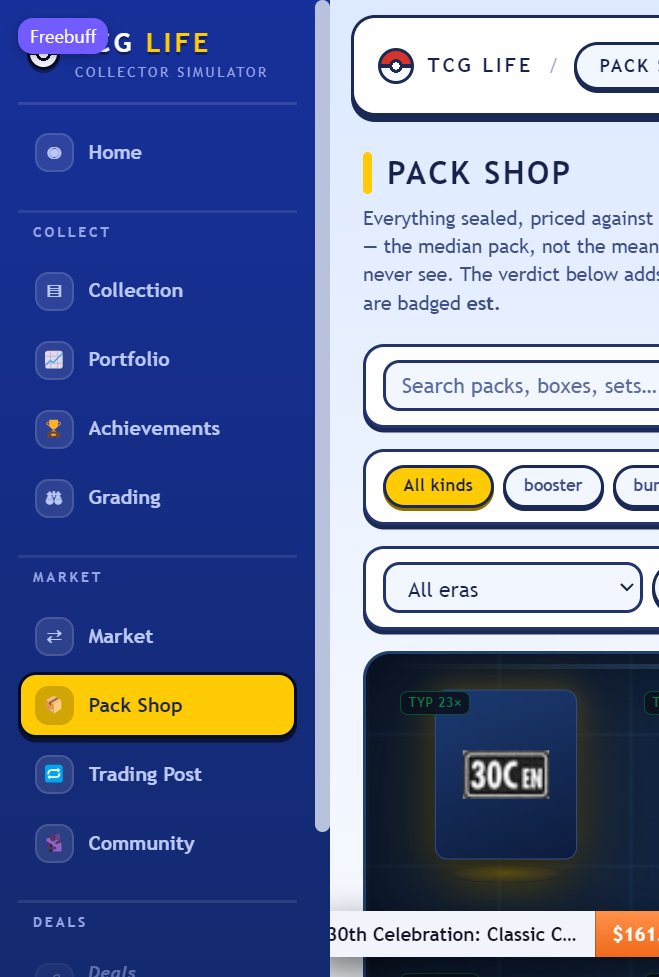 Freebuff
TCG LIFE
COLLECTOR SIMULATOR
Home
COLLECT
Collection
Portfolio
Achievements
Grading
MARKET
Market
Pack Shop
Trading Post
Community
DEALS
Deals
TCG LIFE / PACK S
PACK SHOP
Everything sealed, priced against
— the median pack, not the mean
never see. The verdict below adds
are badged est.
Search packs, boxes, sets...
All kinds
booster
bun
All eras
TYP 23×
T
30C EN
30th Celebration: Classic C...
$161.